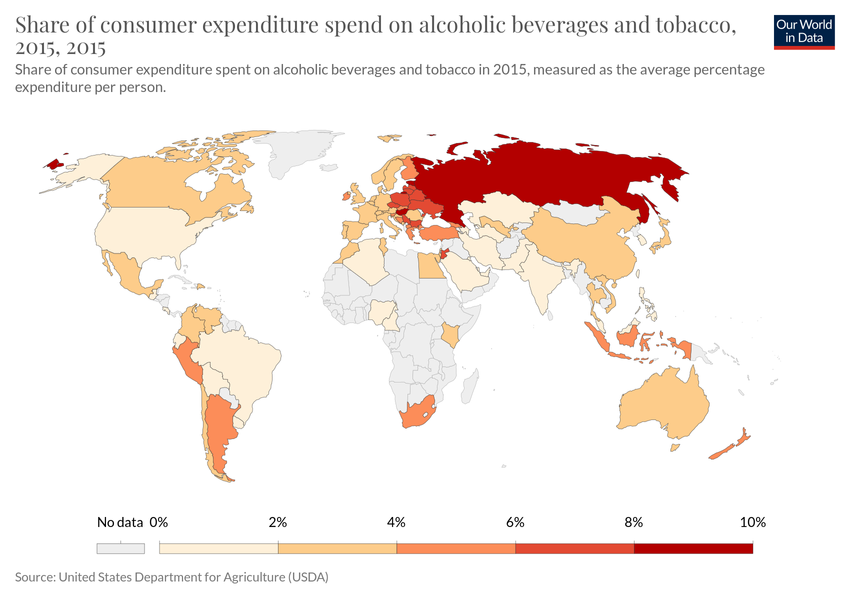 Share of consumer expenditure spend on alcoholic beverages and tobacco,
2015, 2015
Our World
in Data
Share of consumer expenditure spent on alcoholic beverages and tobacco in 2015, measured as the average percentage
expenditure per person.
No data 0% 2% 4% 6% 8% 10%
Source: United States Department for Agriculture (USDA)